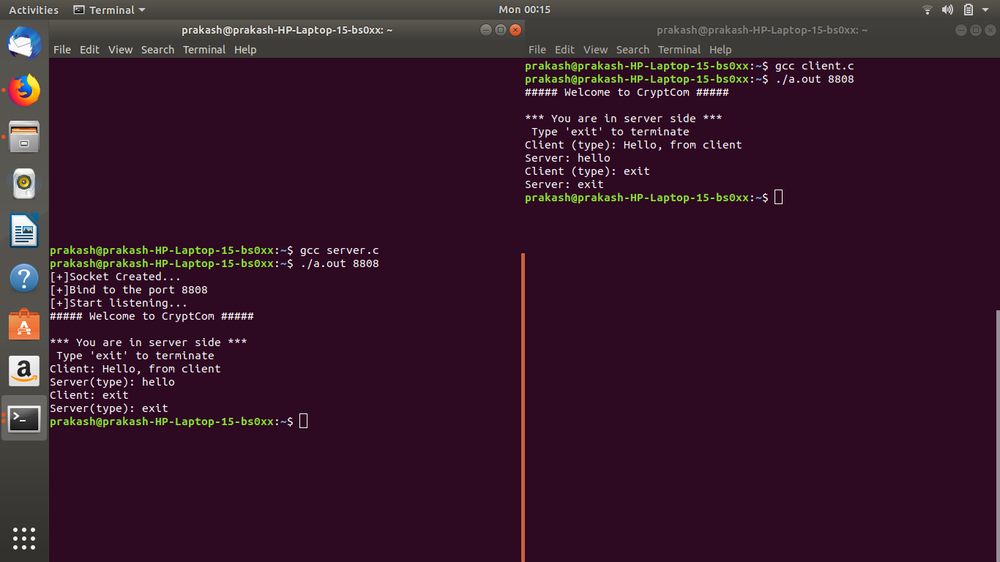 Activities Terminal Mon 00:15
prakash@prakash-HP-Laptop-15-bs0xx: ~
File Edit View Search Terminal Help
prakash@prakash-HP-Laptop-15-bs0xx:~$ gcc server.c
prakash@prakash-HP-Laptop-15-bs0xx:~$ ./a.out 8808
[+]Socket Created...
[+]Bind to the port 8808
[+]Start listening...
##### Welcome to CryptCom #####
*** You are in server side ***
Type 'exit' to terminate
Client: Hello, from client
Server(type): hello
Client: exit
Server(type): exit
prakash@prakash-HP-Laptop-15-bs0xx:~$
prakash@prakash-HP-Laptop-15-bs0xx: ~
File Edit View Search Terminal Help
prakash@prakash-HP-Laptop-15-bs0xx:~$ gcc client.c
prakash@prakash-HP-Laptop-15-bs0xx:~$ ./a.out 8808
##### Welcome to CryptCom #####
*** You are in server side ***
Type 'exit' to terminate
Client (type): Hello, from client
Server: hello
Client (type): exit
Server: exit
prakash@prakash-HP-Laptop-15-bs0xx:~$